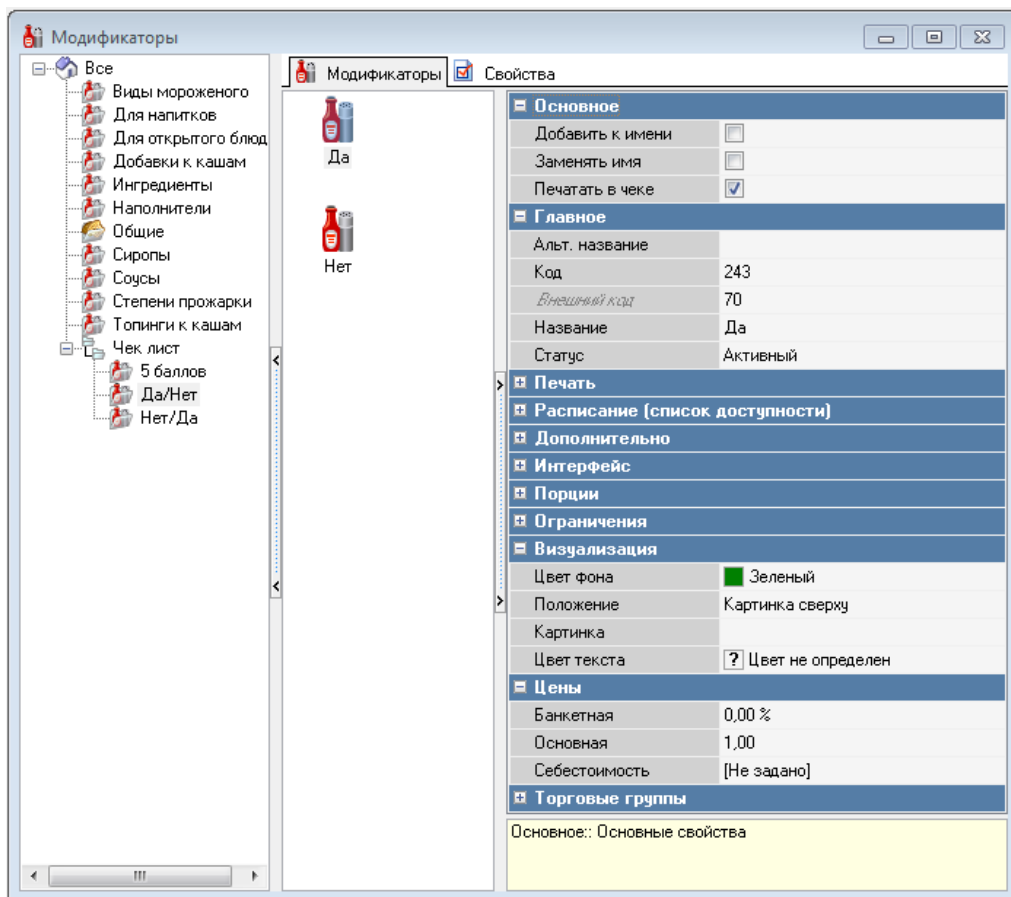 Модификаторы
Все
Виды мороженого
Для напитков
Для открытого блюд
Добавки к кашам
Ингредиенты
Наполнители
Общие
Сиропы
Соусы
Степени прожарки
Топинги к кашам
Чек лист
5 баллов
Да/Нет
Нет/Да
Модификаторы
Свойства
Да
Нет
Основное
Добавить к имени
Заменять имя
Печатать в чеке
Главное
Альт. название
Код 243
Внешний код 70
Название Да
Статус Активный
Печать
Расписание (список доступности)
Дополнительно
Интерфейс
Порции
Ограничения
Визуализация
Цвет фона Зеленый
Положение Картинка сверху
Картинка
Цвет текста ? Цвет не определен
Цены
Банкетная 0,00 %
Основная 1,00
Себестоимость [Не задано]
Торговые группы
Основное:: Основные свойства